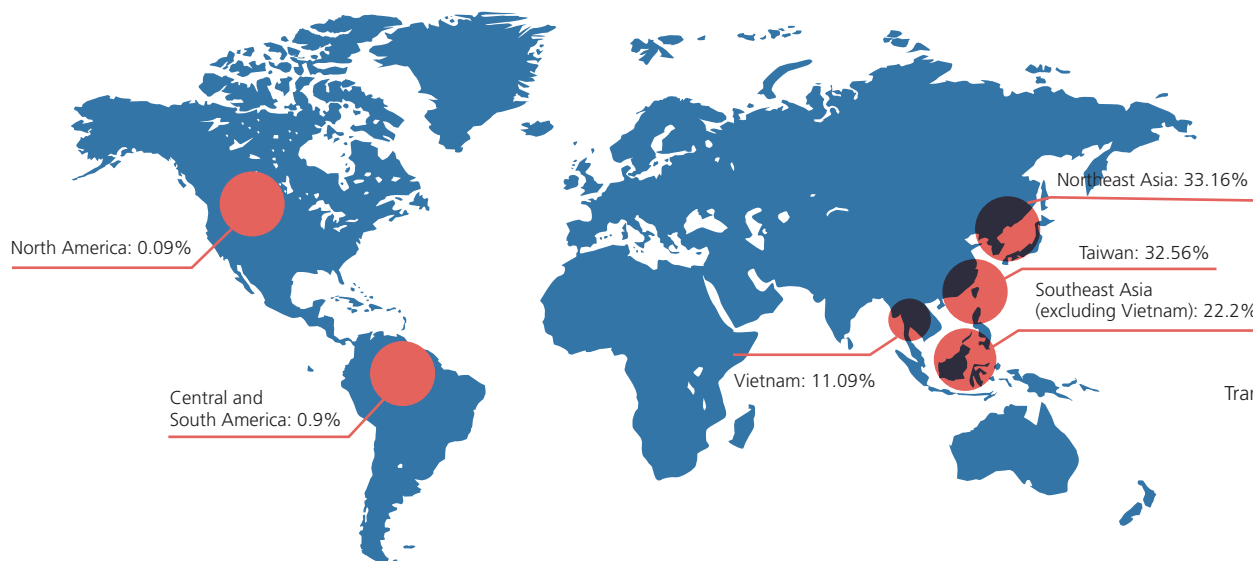 Northeast Asia: 33.16%
North America: 0.09%
Taiwan: 32.56%
Southeast Asia
(excluding Vietnam): 22.2%
Vietnam: 11.09%
Central and
South America: 0.9%